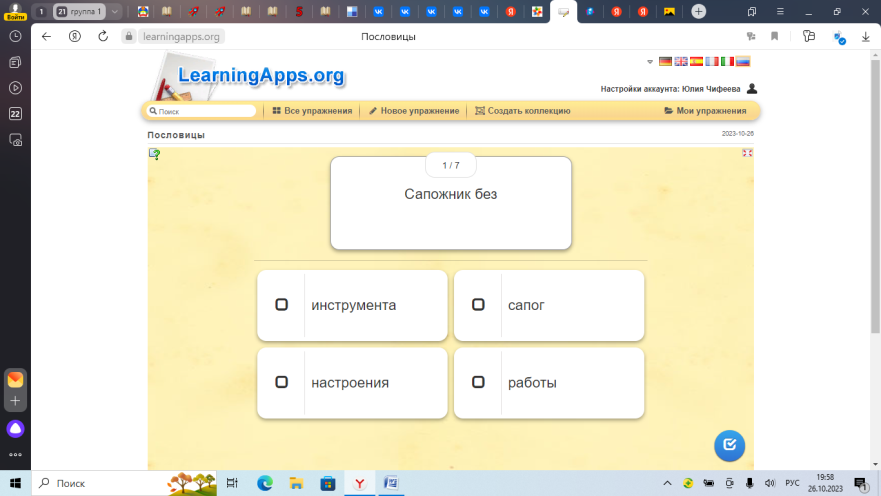 Войти
1
21 группа 1
learningapps.org
Пословицы
22
LearningApps.org
Настройки аккаунта: Юлия Чифеева
Поиск
Все упражнения
Новое упражнение
Создать коллекцию
Мои упражнения
Пословицы
2023-10-26
1 / 7
Сапожник без
инструмента
сапог
настроения
работы
Поиск
РУС
19:58
26.10.2023
1